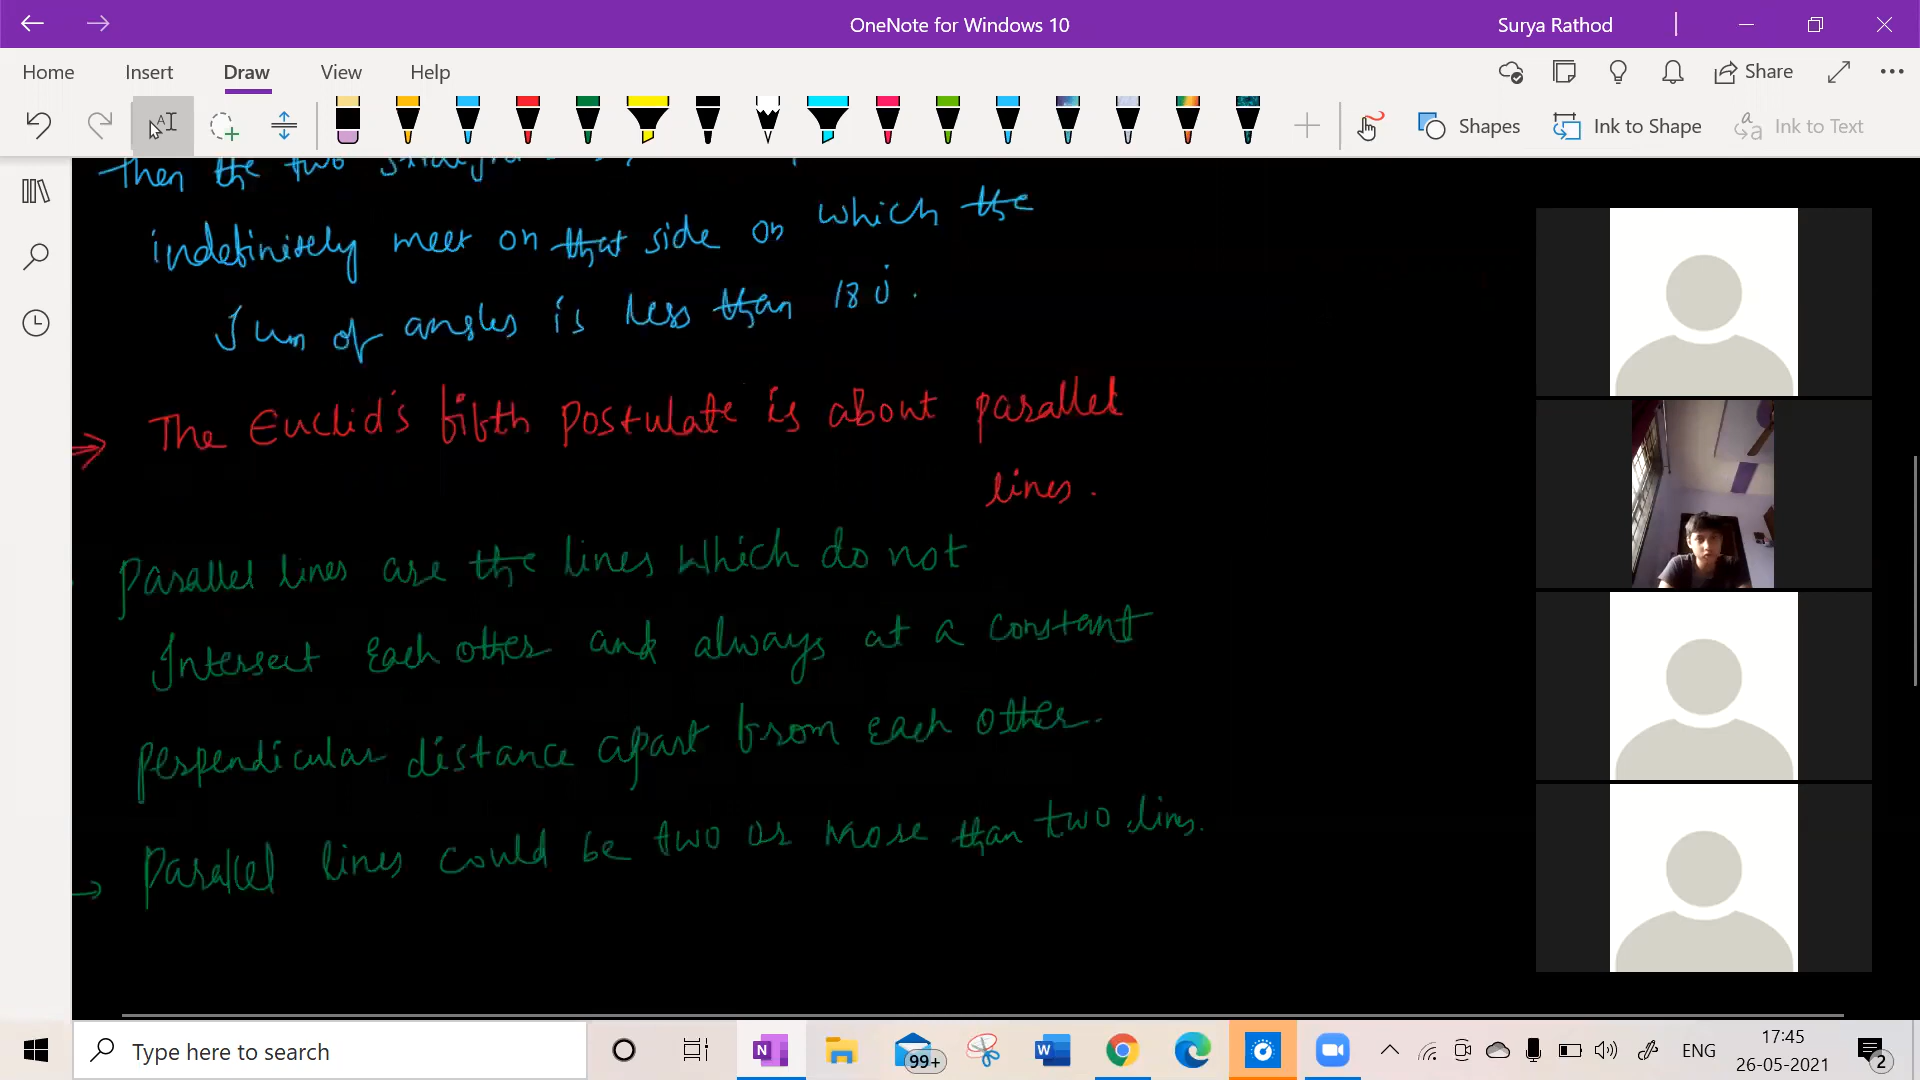 OneNote for Windows 10
Surya Rathod
Home Insert Draw View Help
Share
Shapes Ink to Shape Ink to Text
then the two
indefinitely meet on that side on which the
Sum of angles is less than 180°.
The Euclid's fifth postulate is about parallel
lines.
Parallel lines are the lines which do not
Intersect Each other and always at a constant
perpendicular distance apart from each other.
Parallel lines could be two or more than two lines.
Type here to search
99+
ENG
17:45
26-05-2021
2